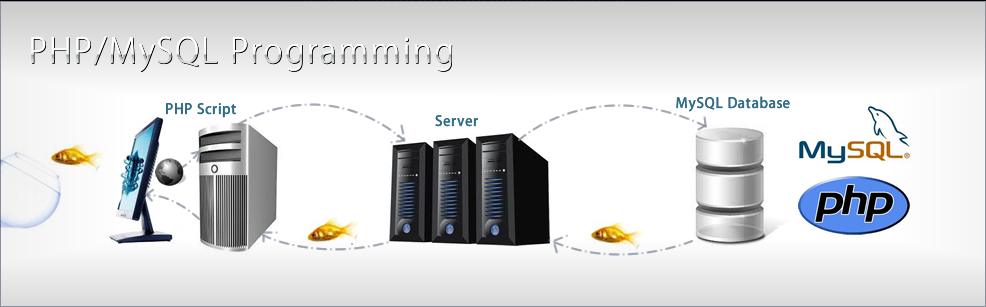 PHP/MySQL Programming
PHP Script
Server
MySQL Database
MySQL®
php